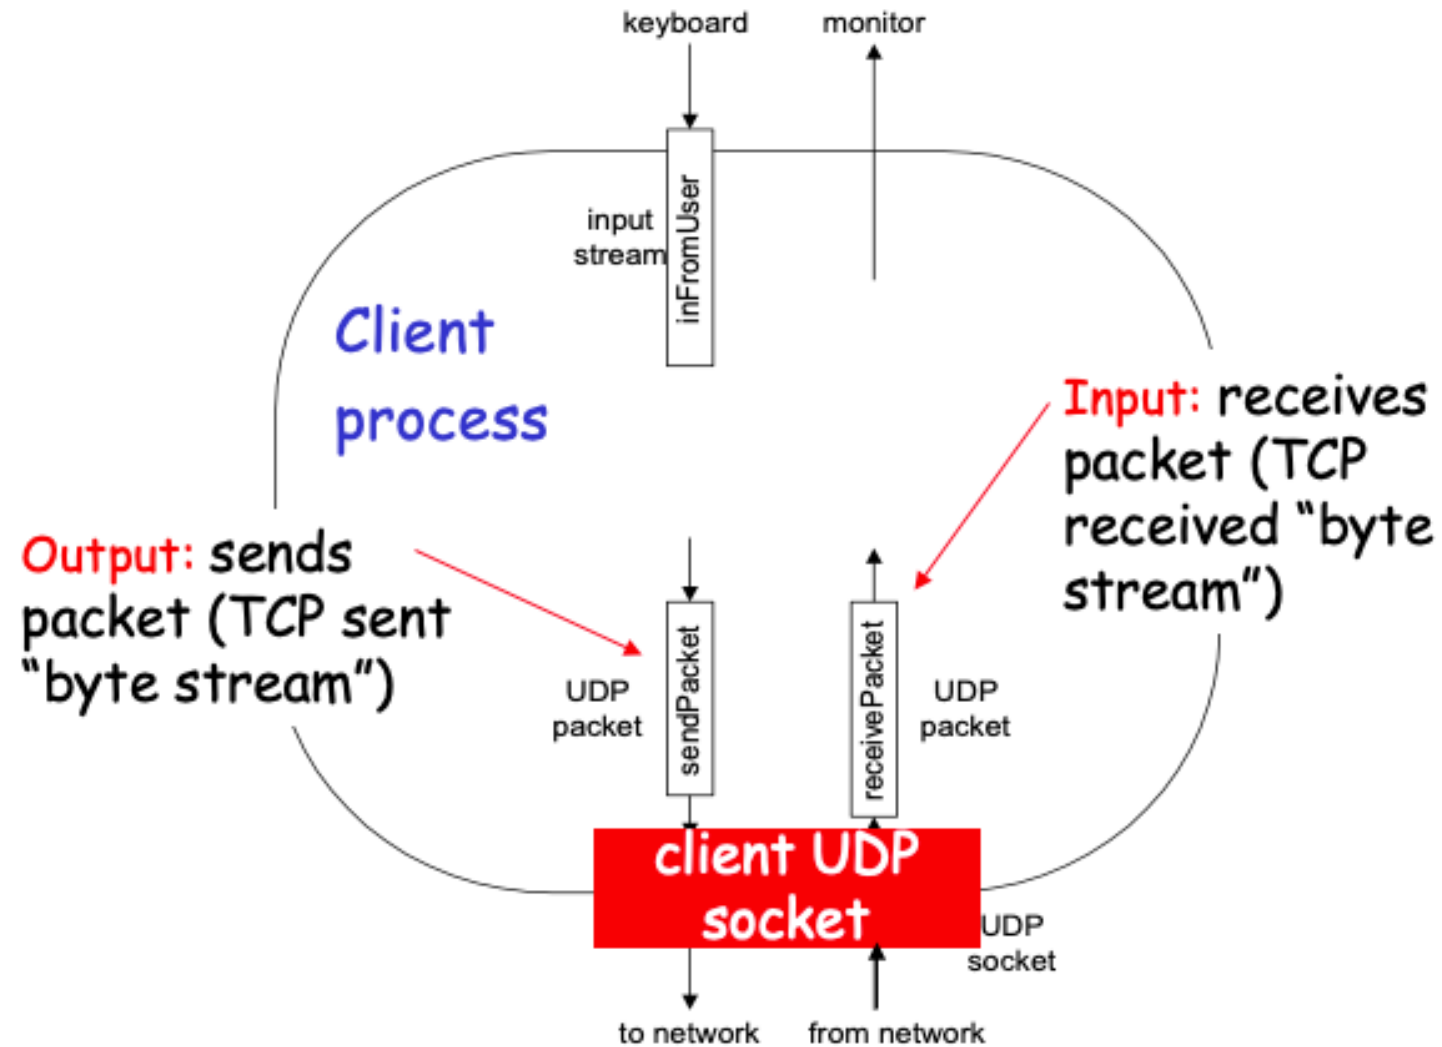 keyboard
monitor
input
stream
inFromUser
Client
process
Input: receives
packet (TCP
received “byte
stream”)
Output: sends
packet (TCP sent
“byte stream”)
UDP
packet
sendPacket
receivePacket
UDP
packet
client UDP
socket
UDP
socket
to network
from network